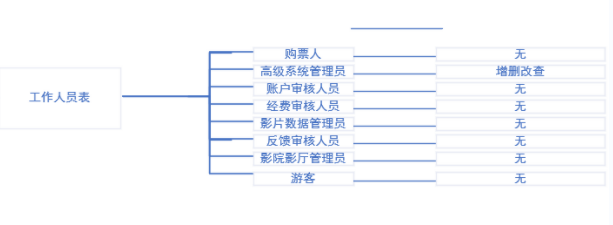 购票人 无
高级系统管理员 增删改查
账户审核人员 无
工作人员表
经费审核人员 无
影片数据管理员 无
反馈审核人员 无
影院影厅管理员 无
游客 无